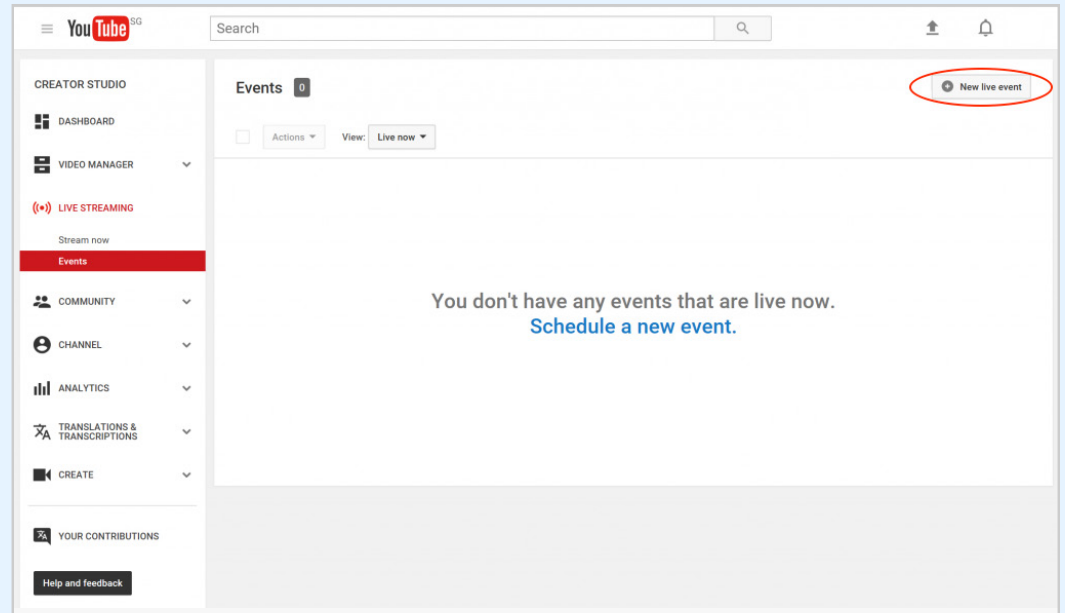 YouTube SG
Search
CREATOR STUDIO
DASHBOARD
VIDEO MANAGER
LIVE STREAMING
Stream now
Events
COMMUNITY
CHANNEL
ANALYTICS
TRANSLATIONS &
TRANSCRIPTIONS
CREATE
YOUR CONTRIBUTIONS
Help and feedback
Events 0
New live event
Actions View: Live now
You don't have any events that are live now.
Schedule a new event.